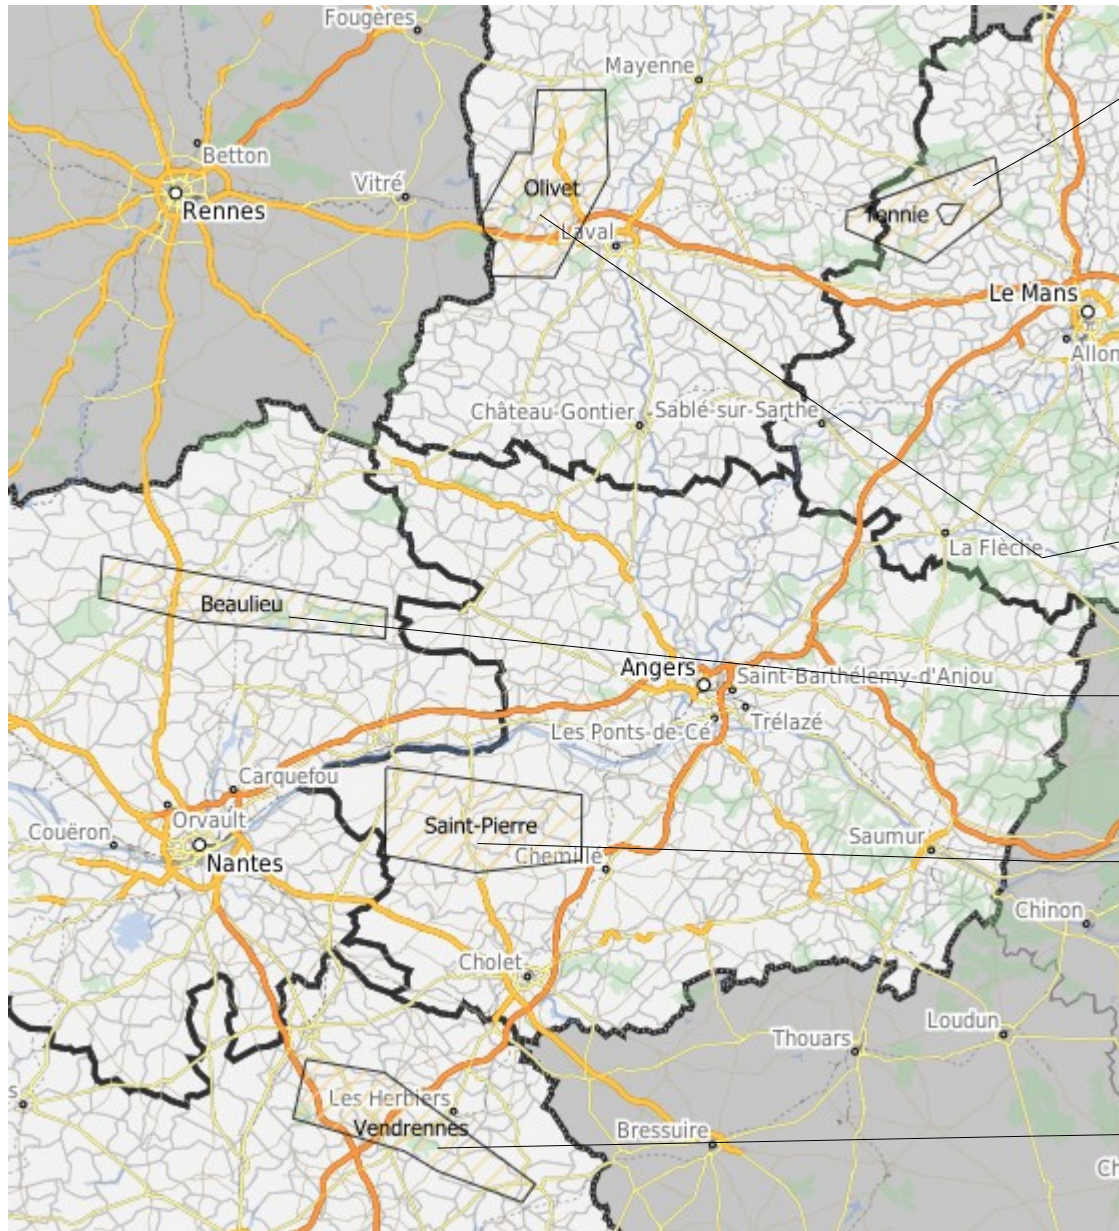 Fougères
Mayenne
Betton
Vitré
Rennes
Olivet
Tennie
Laval
Le Mans
Allon
Château-Gontier
Sablé-sur-Sarthe
La Flèche
Beaulieu
Angers
Saint-Barthélemy-d'Anjou
Les Ponts-de-Cé
Trélazé
Carquefou
Orvault
Couëron
Saint-Pierre
Nantes
Chemillé
Saumur
Chinon
Cholet
Loudun
Thouars
s
Les Herbiers
Vendrennes
Bressuire
Ch